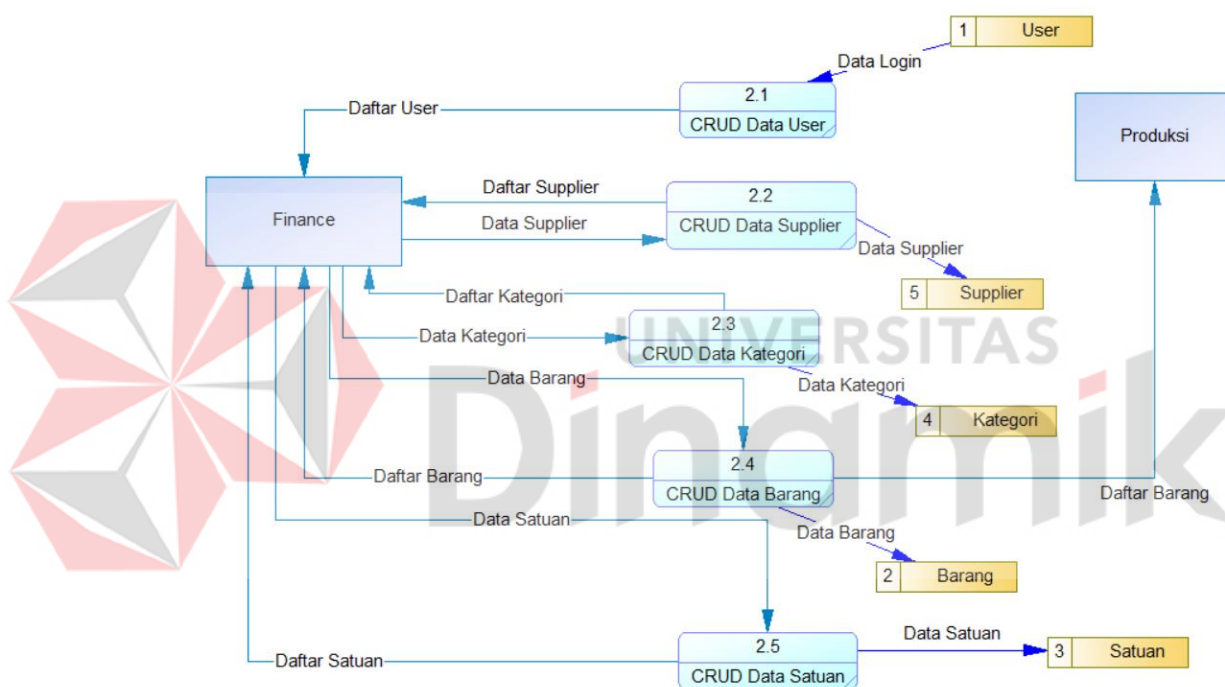 1 User
Data Login
2.1
CRUD Data User
Daftar User
Produksi
Finance
Daftar Supplier
2.2
CRUD Data Supplier
Data Supplier
Data Supplier
5 Supplier
Daftar Kategori
2.3
CRUD Data Kategori
Data Kategori
UNIVERSITAS
Dinamika
Data Barang
Data Kategori
4 Kategori
2.4
CRUD Data Barang
Daftar Barang
Daftar Barang
Data Satuan
Data Barang
2 Barang
2.5
CRUD Data Satuan
Data Satuan
3 Satuan
Daftar Satuan